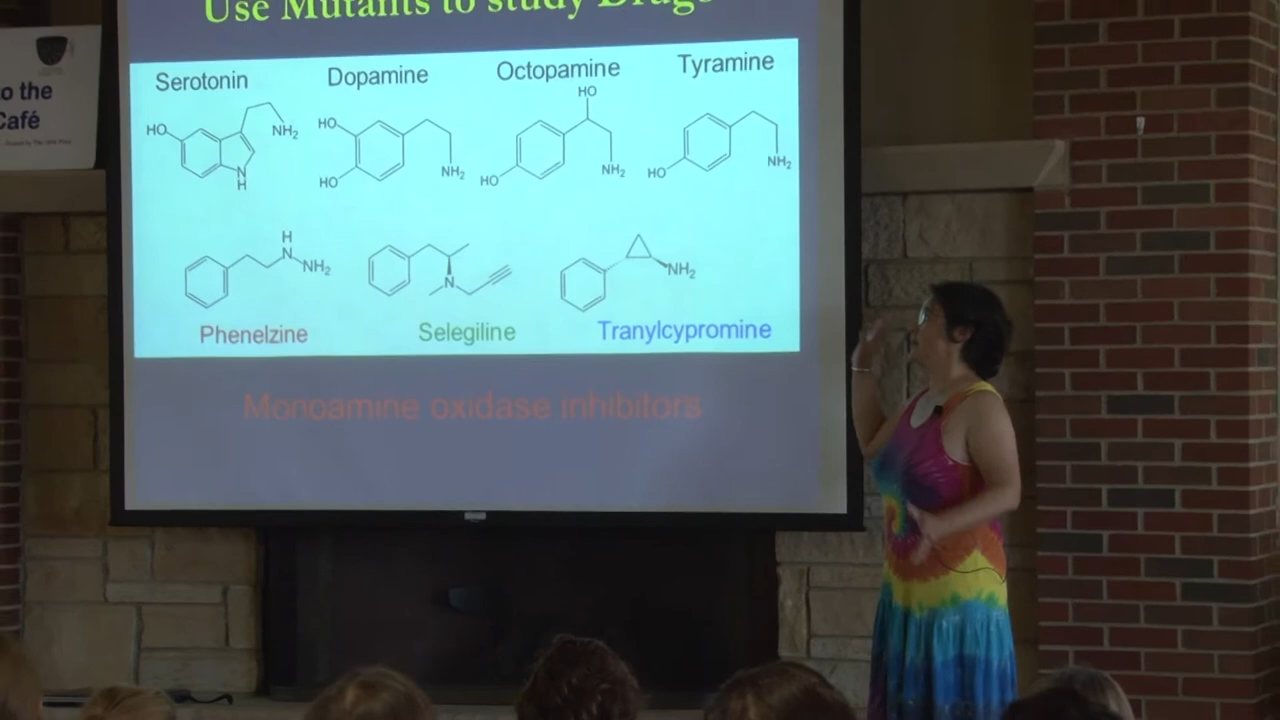 Use Mutants to study Drugs
o the
Café
Serotonin
Dopamine
Octopamine
Tyramine
HO
NH2
N
H
HO
HO
NH2
HO
HO
NH2
HO
NH2
H
N
NH2
N
NH2
Phenelzine
Selegiline
Tranylcypromine
Monoamine oxidase inhibitors